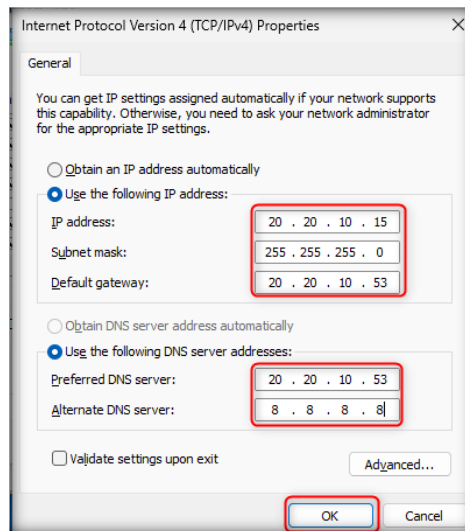 Internet Protocol Version 4 (TCP/IPv4) Properties
General
You can get IP settings assigned automatically if your network supports
this capability. Otherwise, you need to ask your network administrator
for the appropriate IP settings.
Obtain an IP address automatically
Use the following IP address:
IP address: 20 . 20 . 10 . 15
Subnet mask: 255 . 255 . 255 . 0
Default gateway: 20 . 20 . 10 . 53
Obtain DNS server address automatically
Use the following DNS server addresses:
Preferred DNS server: 20 . 20 . 10 . 53
Alternate DNS server: 8 . 8 . 8 . 8
Validate settings upon exit
Advanced...
OK Cancel